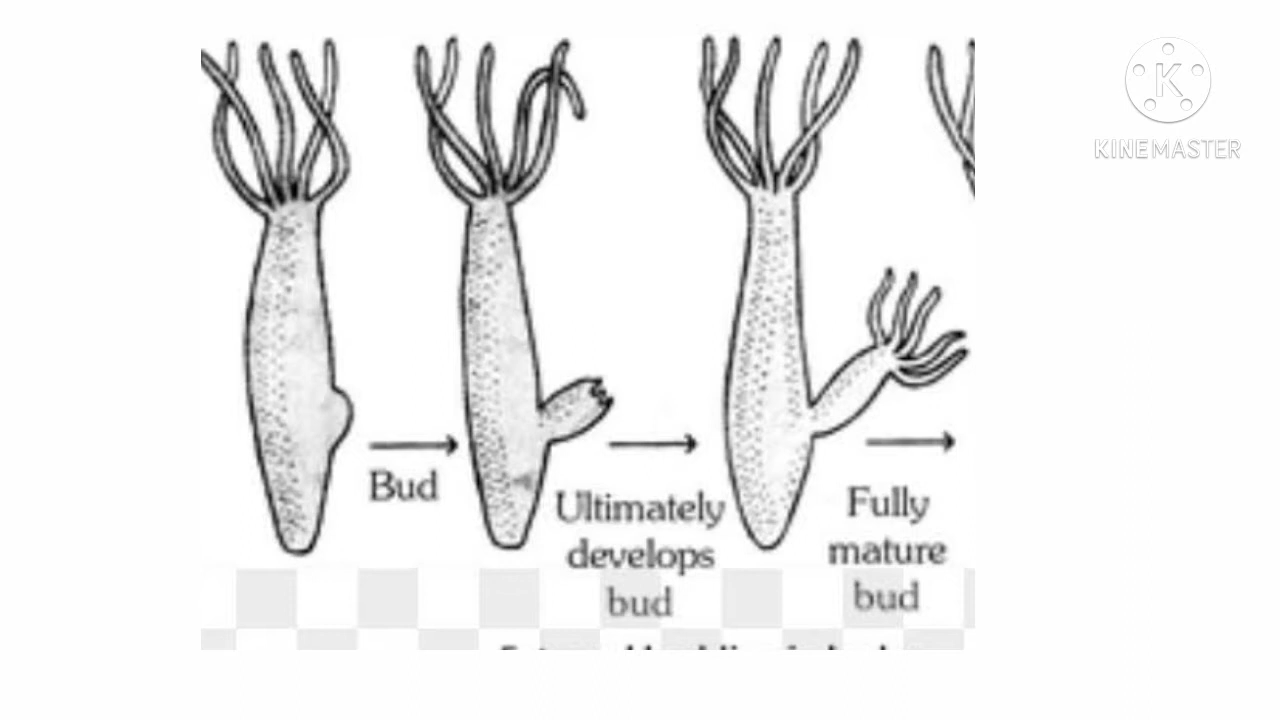 KINEMASTER
Bud
Ultimately
develops
bud
Fully
mature
bud